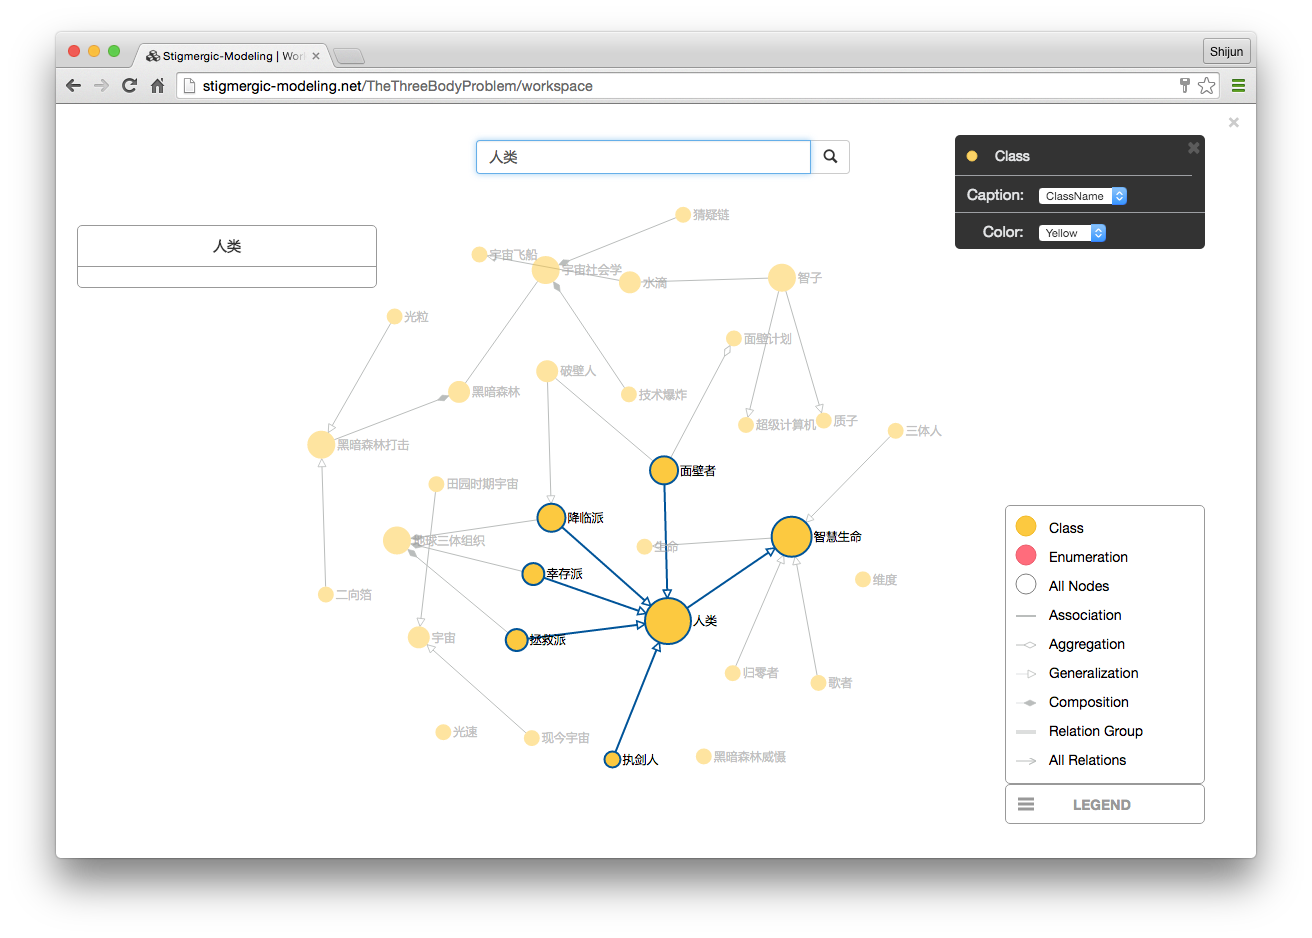 Stigmergic-Modeling | Wor
Shijun
stigmergic-modeling.net/TheThreeBodyProblem/workspace
人类
Class
Caption: ClassName
Color: Yellow
人类
猜疑链
宇宙飞船
宇宙社会学
水滴
智子
光粒
面壁计划
破壁人
黑暗森林
技术爆炸
超级计算机
质子
三体人
黑暗森林打击
面壁者
田园时期宇宙
降临派
地球三体组织
生命
智慧生命
幸存派
维度
二向箔
人类
宇宙
拯救派
归零者
歌者
光速
现今宇宙
执剑人
黑暗森林威慑
Class
Enumeration
All Nodes
Association
Aggregation
Generalization
Composition
Relation Group
All Relations
LEGEND